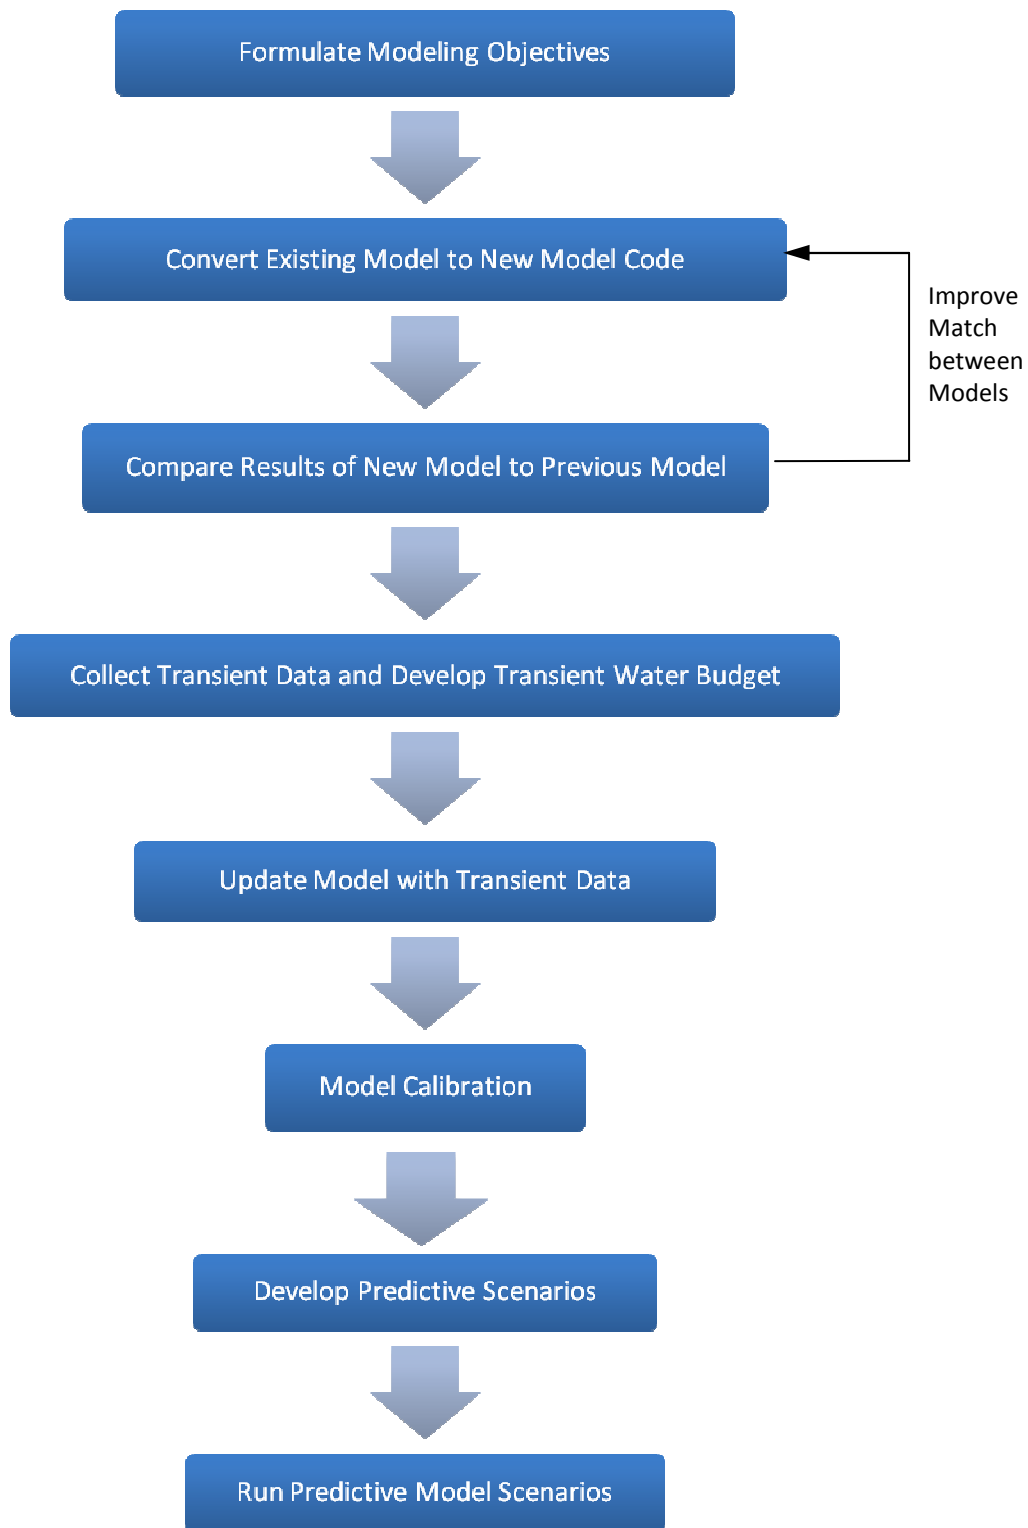 Formulate Modeling Objectives
Convert Existing Model to New Model Code
Improve
Match
between
Models
Compare Results of New Model to Previous Model
Collect Transient Data and Develop Transient Water Budget
Update Model with Transient Data
Model Calibration
Develop Predictive Scenarios
Run Predictive Model Scenarios